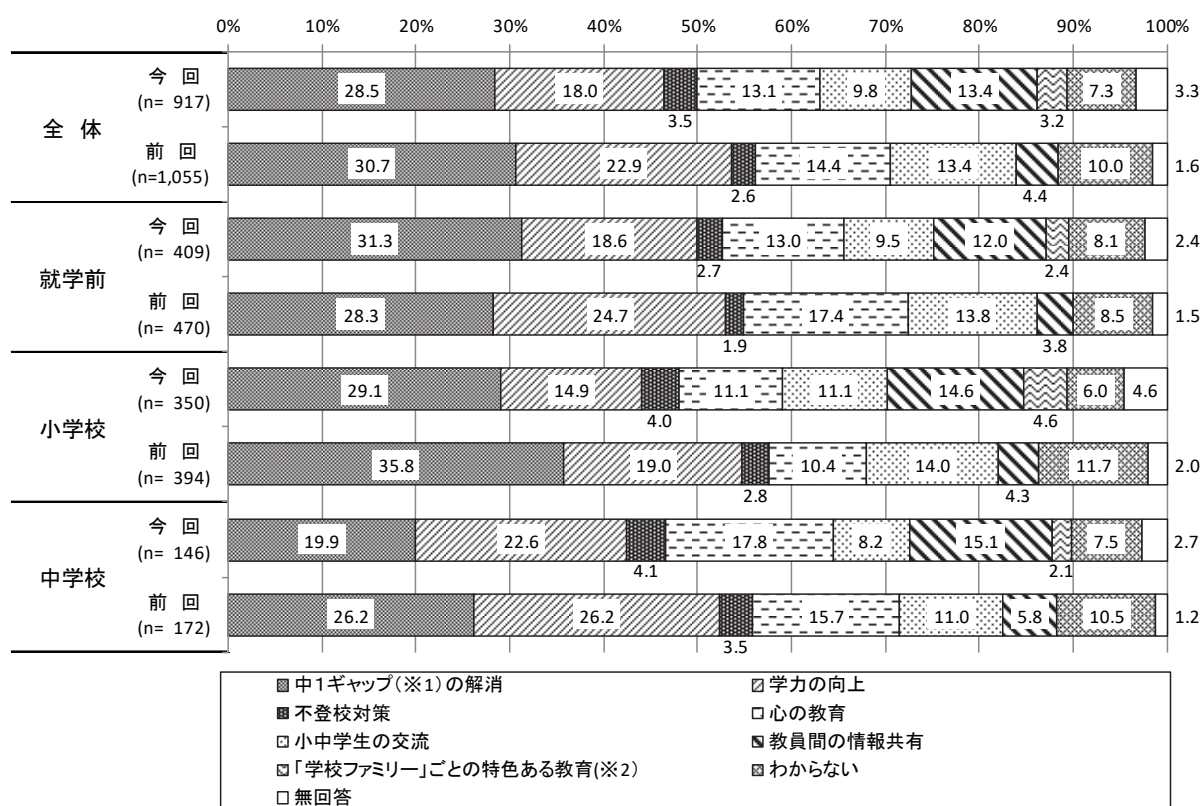 0% 10% 20% 30% 40% 50% 60% 70% 80% 90% 100%
全 体
今 回
(n= 917)
28.5 18.0 3.5 13.1 9.8 13.4 3.2 7.3 3.3
前 回
(n=1,055)
30.7 22.9 2.6 14.4 13.4 4.4 10.0 1.6
就学前
今 回
(n= 409)
31.3 18.6 2.7 13.0 9.5 12.0 2.4 8.1 2.4
前 回
(n= 470)
28.3 24.7 1.9 17.4 13.8 3.8 8.5 1.5
小学校
今 回
(n= 350)
29.1 14.9 4.0 11.1 11.1 14.6 4.6 6.0 4.6
前 回
(n= 394)
35.8 19.0 2.8 10.4 14.0 4.3 11.7 2.0
中学校
今 回
(n= 146)
19.9 22.6 4.1 17.8 8.2 15.1 2.1 7.5 2.7
前 回
(n= 172)
26.2 26.2 3.5 15.7 11.0 5.8 10.5 1.2
中1ギャップ(※1)の解消 学力の向上
不登校対策 心の教育
小中学生の交流 教員間の情報共有
「学校ファミリー」ごとの特色ある教育(※2) わからない
無回答